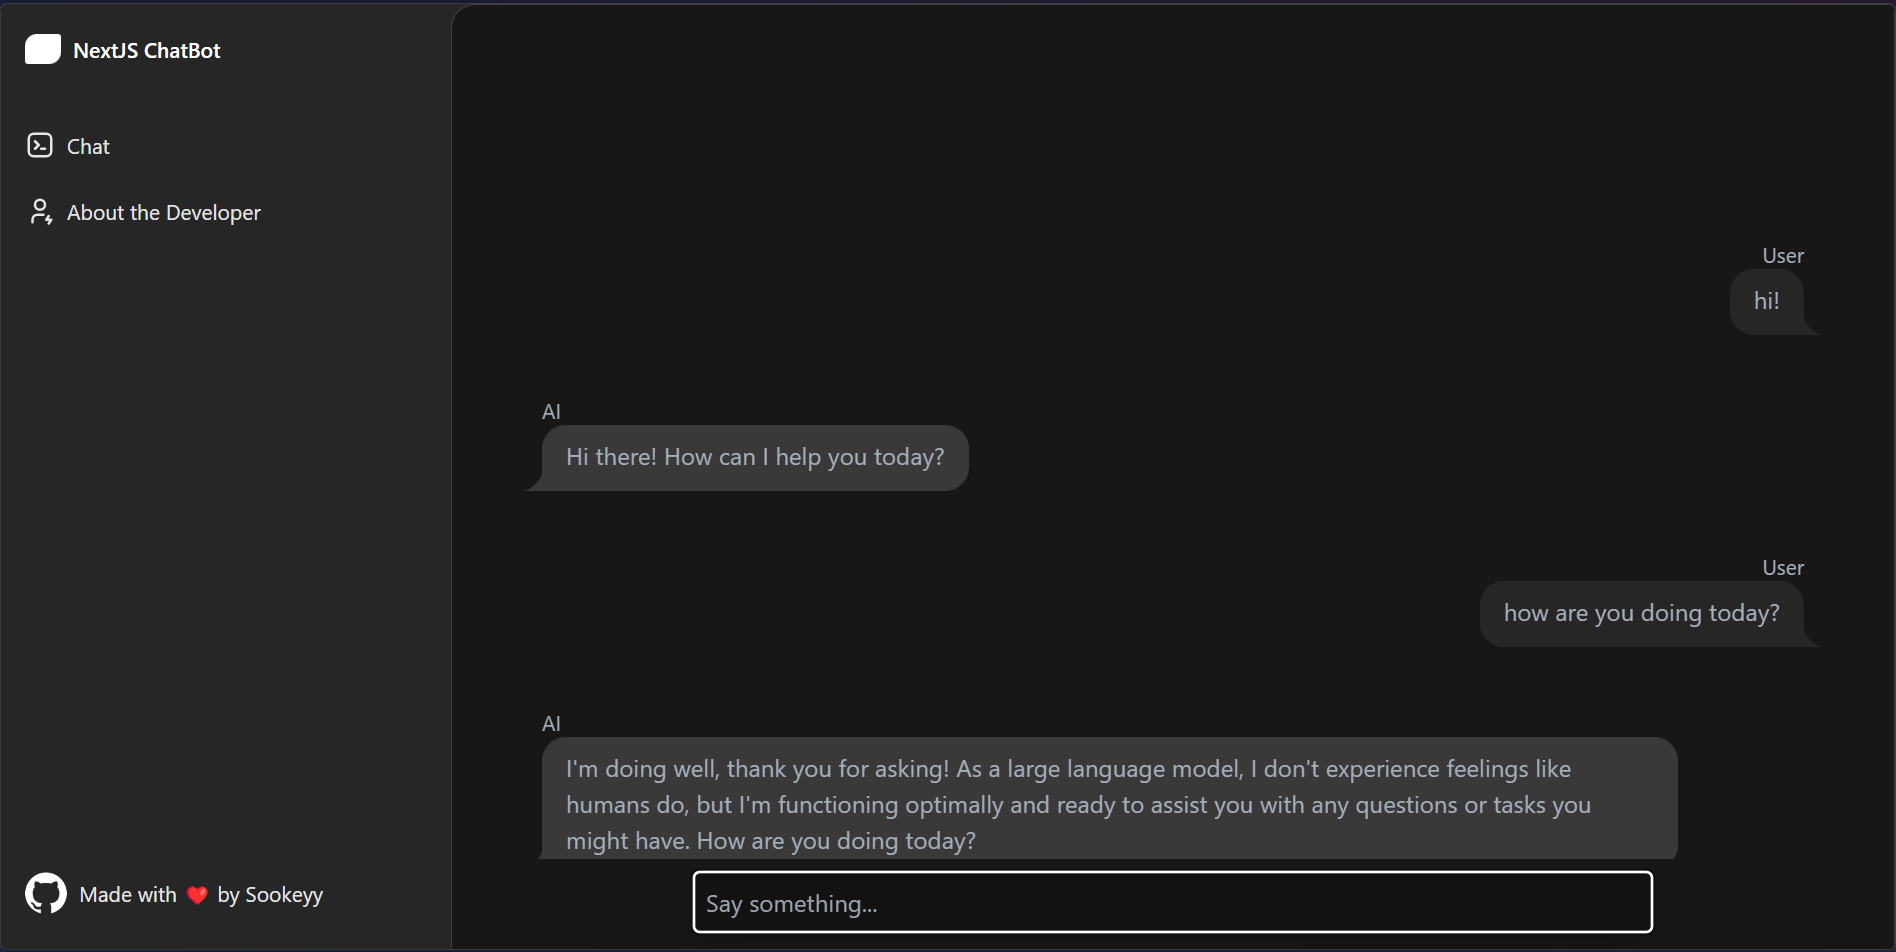 NextJS ChatBot
Chat
About the Developer
Made with ❤️ by Sookeyy
User
hi!
AI
Hi there! How can I help you today?
User
how are you doing today?
AI
I'm doing well, thank you for asking! As a large language model, I don't experience feelings like
humans do, but I'm functioning optimally and ready to assist you with any questions or tasks you
might have. How are you doing today?
Say something...